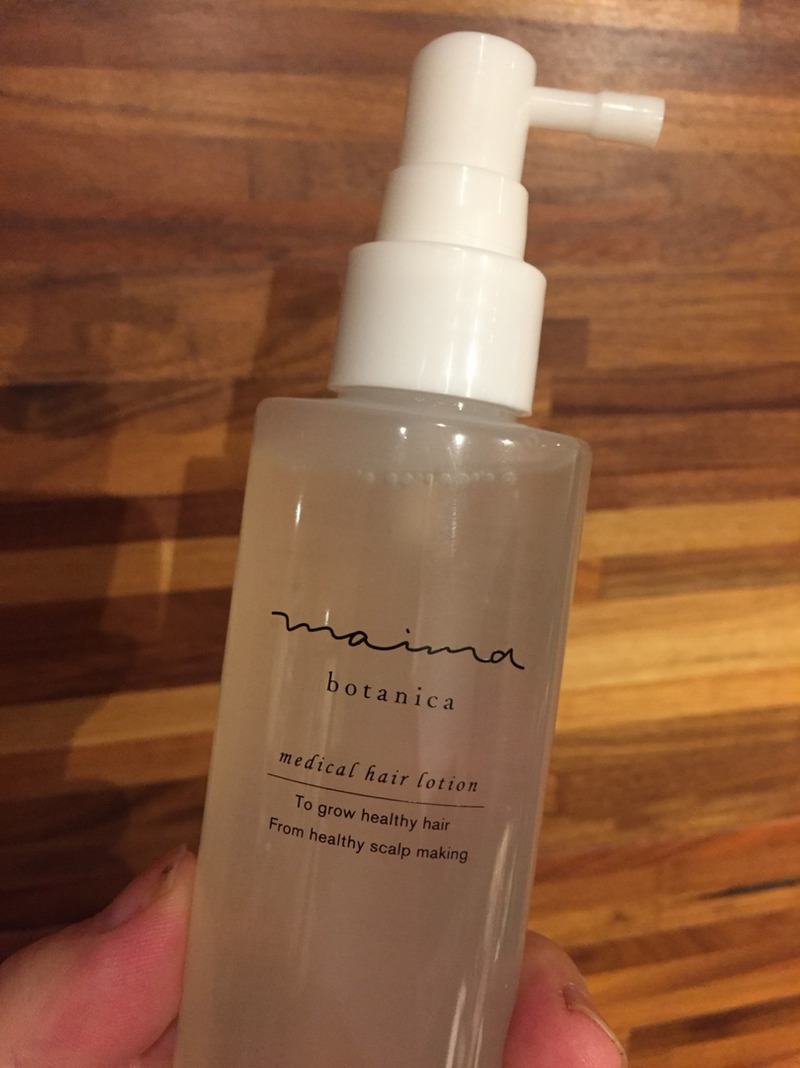 maima
botanica
medical hair lotion
To grow healthy hair
From healthy scalp making